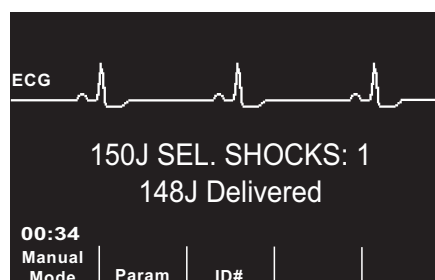 ECG
150J SEL. SHOCKS: 1
148J Delivered
00:34
Manual
Mode Param ID#